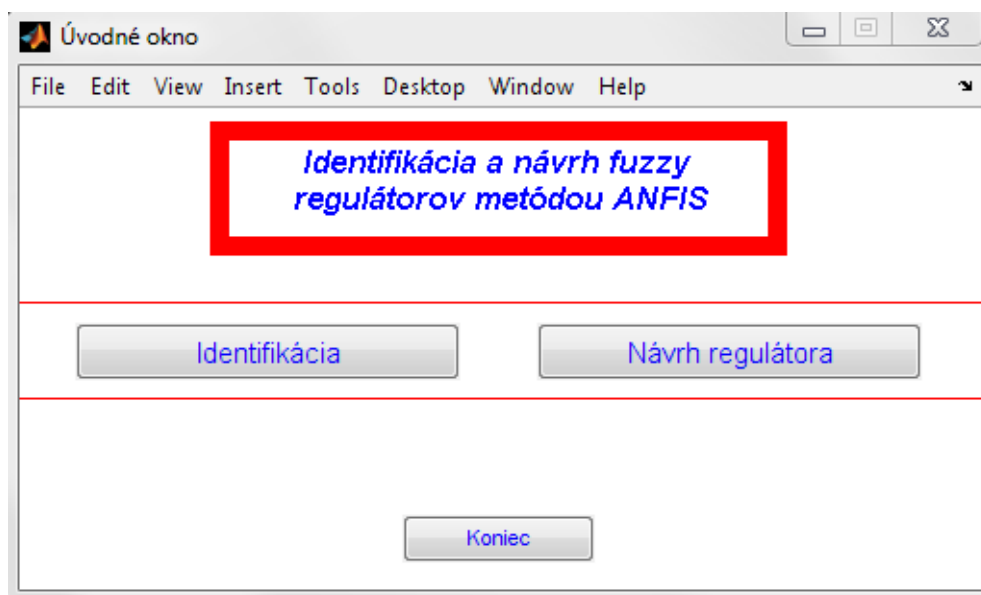 Úvodné okno
File Edit View Insert Tools Desktop Window Help
Identifikácia a návrh fuzzy
regulátorov metódou ANFIS
Identifikácia Návrh regulátora
Koniec